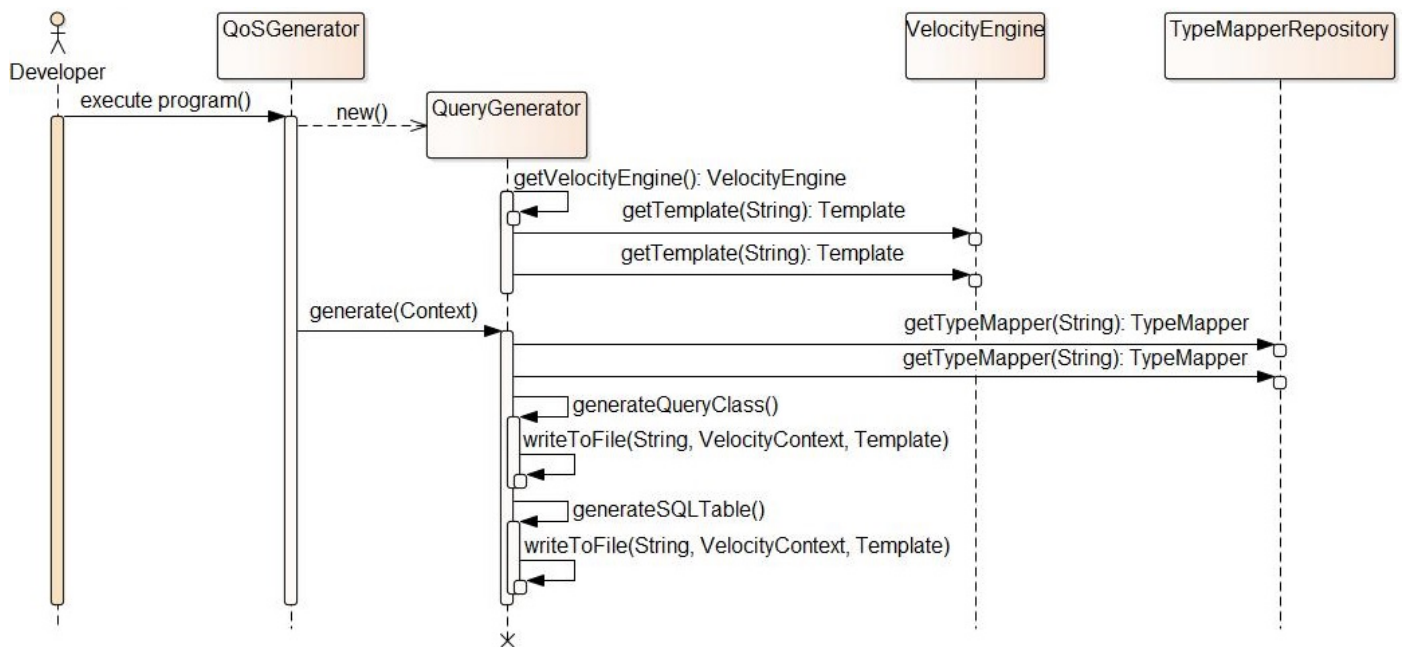 QoSGenerator
VelocityEngine
TypeMapperRepository
Developer
execute program()
QueryGenerator
new()
getVelocityEngine(): VelocityEngine
getTemplate(String): Template
getTemplate(String): Template
generate(Context)
getTypeMapper(String): TypeMapper
getTypeMapper(String): TypeMapper
generateQueryClass()
writeToFile(String, VelocityContext, Template)
generateSQLTable()
writeToFile(String, VelocityContext, Template)